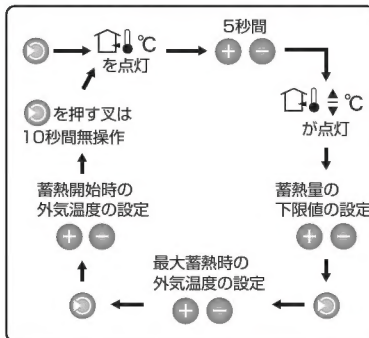 ℃
を点灯
5秒間
＋ －
℃
が点灯
蓄熱量の
下限値の設定
＋ －
最大蓄熱時の
外気温度の設定
＋ －
蓄熱開始時の
外気温度の設定
＋ －
を押す又は
10秒間無操作